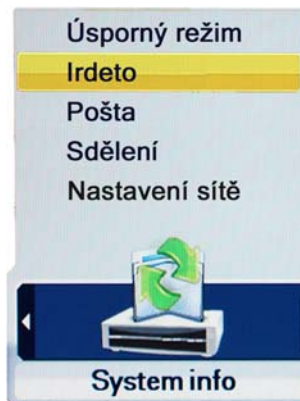 Úsporný režim
Irdeto
Pošta
Sdělení
Nastavení sítě
System info